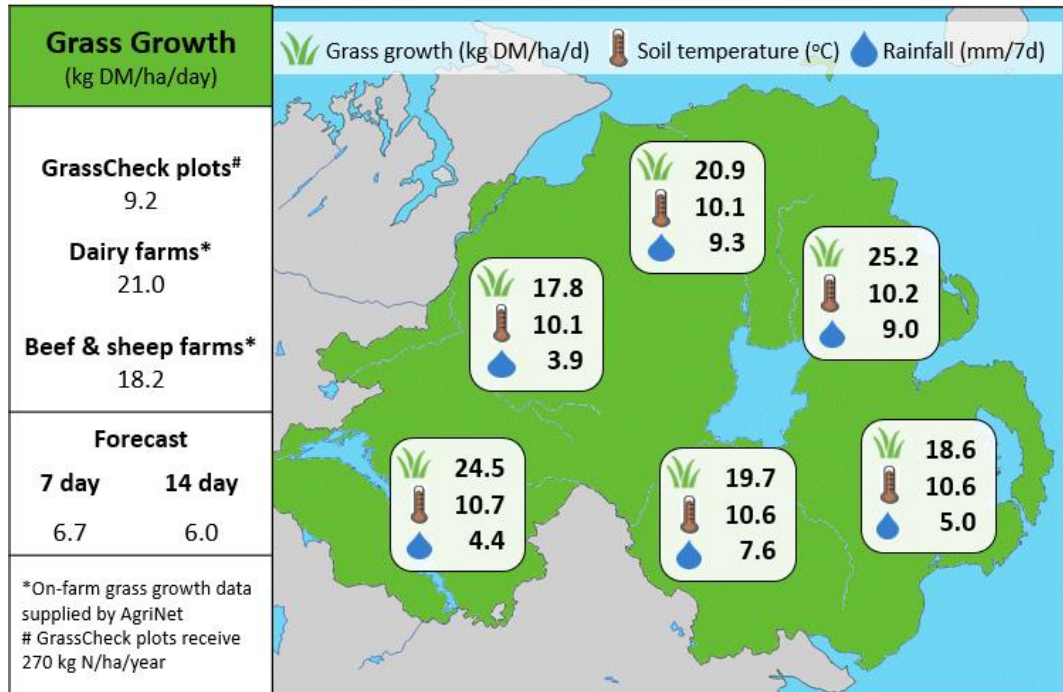 Grass Growth
(kg DM/ha/day)
GrassCheck plots#
9.2
Dairy farms*
21.0
Beef & sheep farms*
18.2
Forecast
7 day 14 day
6.7 6.0
*On-farm grass growth data
supplied by AgriNet
# GrassCheck plots receive
270 kg N/ha/year
Grass growth (kg DM/ha/d) Soil temperature (°C) Rainfall (mm/7d)
20.9
10.1
9.3
25.2
10.2
9.0
17.8
10.1
3.9
24.5
10.7
4.4
19.7
10.6
7.6
18.6
10.6
5.0